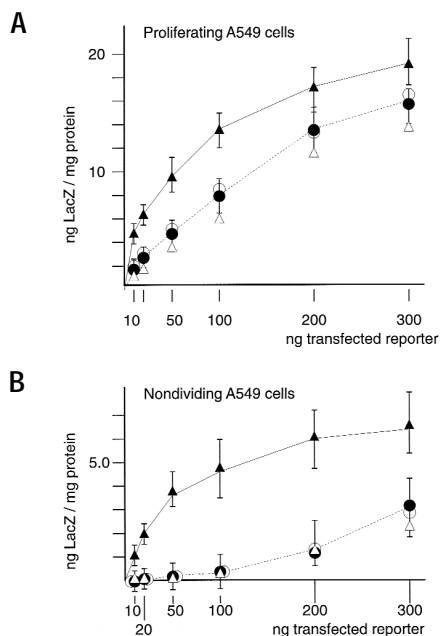 A
Proliferating A549 cells
ng LacZ / mg protein
20
10
10 50 100 200 300
ng transfected reporter
B
Nondividing A549 cells
ng LacZ / mg protein
5.0
10 50 100 200 300
20
ng transfected reporter